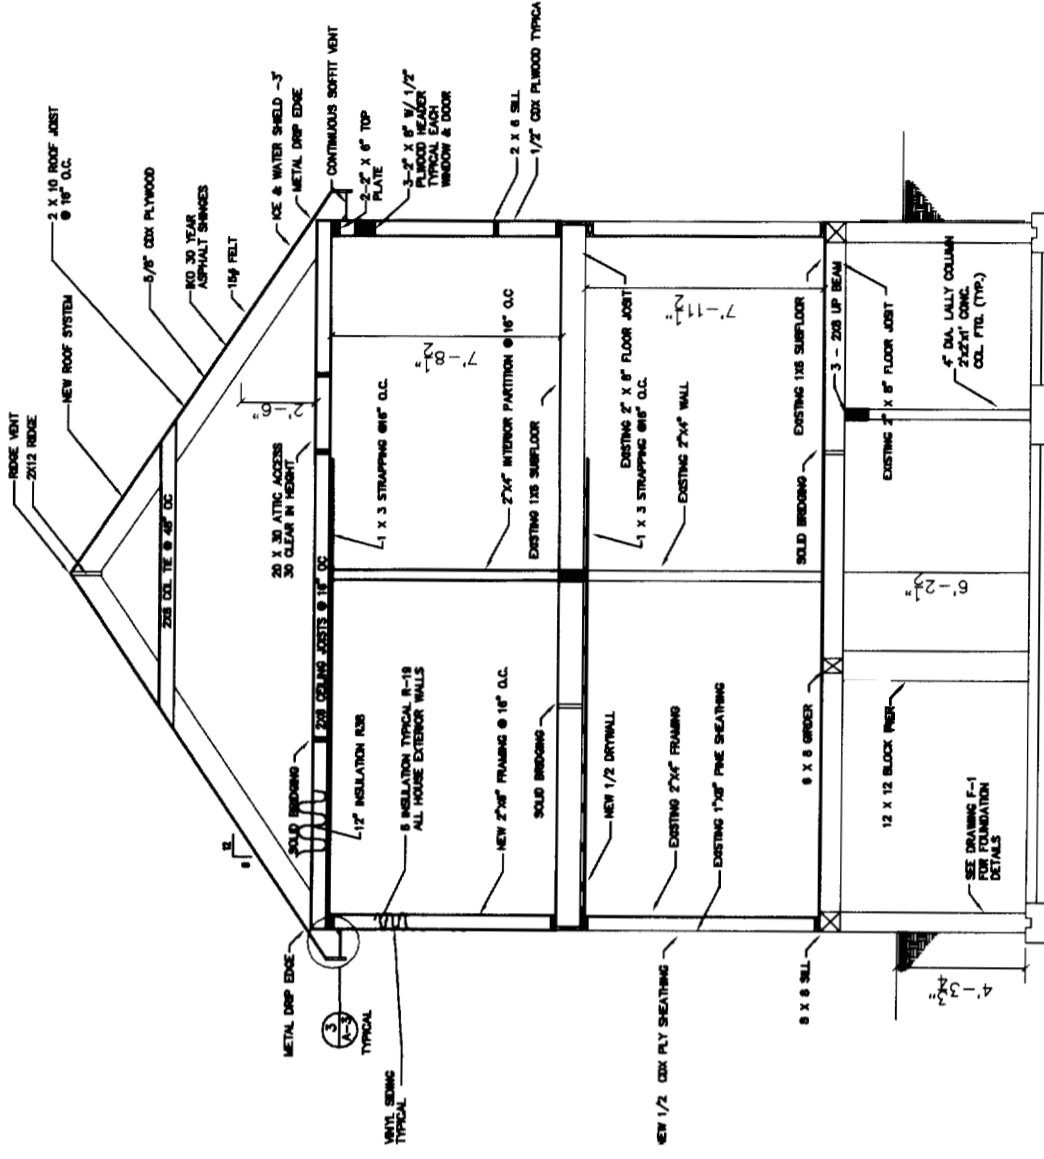 RIDGE VENT
2X12 RIDGE
NEW ROOF SYSTEM
2 X 10 ROOF JOIST
@ 16" O.C.
5/8" CDX PLYWOOD
IKO 30 YEAR
ASPHALT SHINGES
15# FELT
ICE & WATER SHIELD -3'
METAL DRIP EDGE
CONTINUOUS SOFFIT VENT
2-2" X 6" TOP
PLATE
3-2" X 8" W/ 1/2"
PLWOOD HEADER
TYPICAL EACH
WINDOW & DOOR
2 X 6 SILL
1/2" CDX PLWOOD TYPICA
12
8
2X8 COL TIE @ 48" OC
2'-6"
20 X 30 ATTIC ACCESS
30 CLEAR IN HEIGHT
SOLID BRIDGING
2X8 CEILING JOISTS @ 16" OC
12" INSULATION R38
METAL DRIP EDGE
3
A-3
TYPICAL
VINYL SIDING
TYPICAL
6 INSULATION TYPICAL R-19
ALL HOUSE EXTERIOR WALLS
NEW 2"X6" FRAMING @ 16" O.C.
SOLID BRIDGING
1 X 3 STRAPPING @16" O.C.
7'-8 1/2"
2"X4" INTERIOR PARTITION @ 16" O.C
EXISTING 1X6 SUBFLOOR
NEW 1/2 DRYWALL
EXISTING 2" X 8" FLOOR JOSIT
1 X 3 STRAPPING @16" O.C.
EXISTING 2"X4" WALL
7'-11 1/2"
EXISTING 2"X4" FRAMING
EXISTING 1"X8" PINE SHEATHING
NEW 1/2 CDX PLY SHEATHING
8 X 8 SILL
6 X 8 GIRDER
SOLID BRIDGING
EXISTING 1X6 SUBFLOOR
3 - 2X8 UP BEAM
EXISTING 2" X 8" FLOOR JOSIT
4" DIA. LALLY COLUMN
2'x2'x1' CONC.
COL. FTG. (TYP.)
6'-2 1/2"
12 X 12 BLOCK PIER
SEE DRAWING F-1
FOR FOUNDATION
DETAILS
4'-3 3/4"